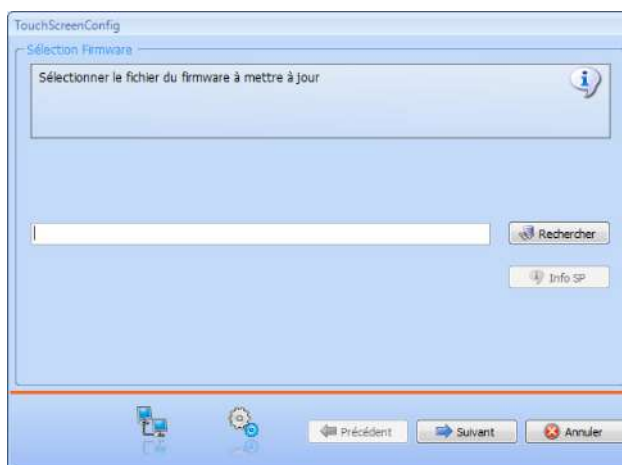 TouchScreenConfig
Sélection Firmware
Sélectionner le fichier du firmware à mettre à jour
Rechercher
Info SP
Précédent
Suivant
Annuler